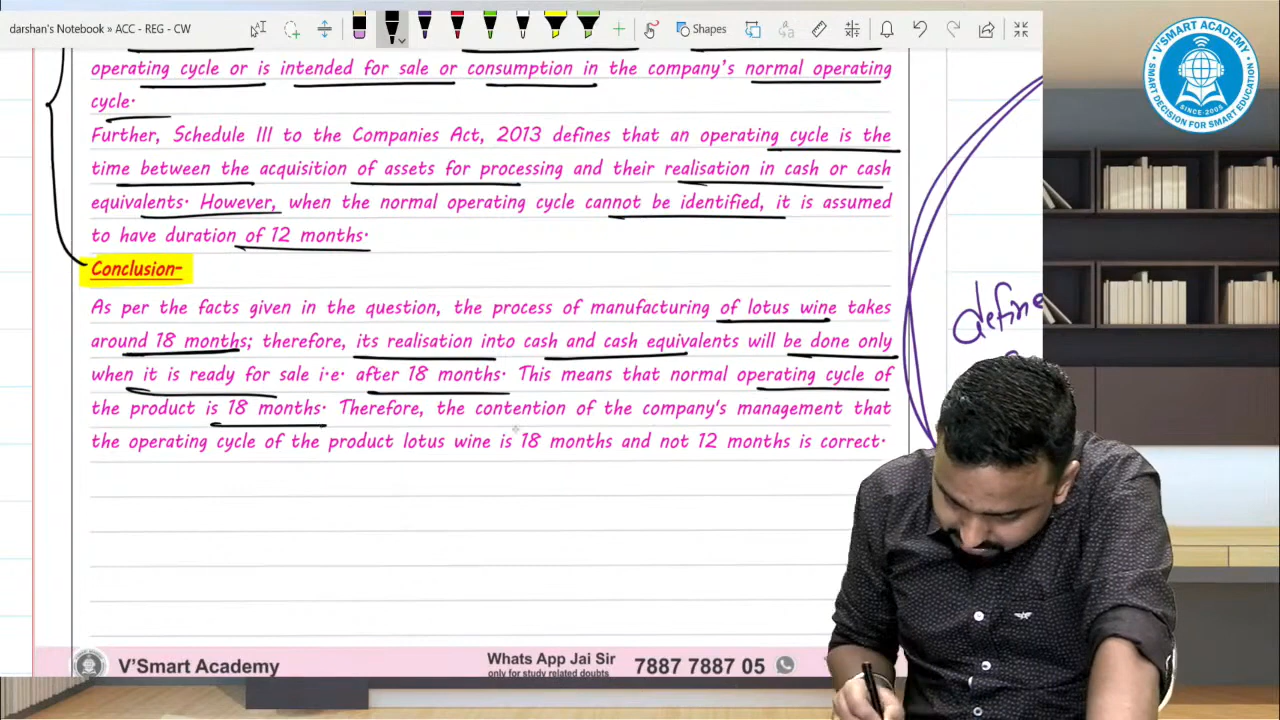 darshan's Notebook » ACC - REG - CW
Shapes
operating cycle or is intended for sale or consumption in the company's normal operating
cycle.
Further, Schedule III to the Companies Act, 2013 defines that an operating cycle is the
time between the acquisition of assets for processing and their realisation in cash or cash
equivalents. However, when the normal operating cycle cannot be identified, it is assumed
to have duration of 12 months.
Conclusion-
As per the facts given in the question, the process of manufacturing of lotus wine takes
around 18 months; therefore, its realisation into cash and cash equivalents will be done only
when it is ready for sale i.e. after 18 months. This means that normal operating cycle of
the product is 18 months. Therefore, the contention of the company's management that
the operating cycle of the product lotus wine is 18 months and not 12 months is correct.
define
V'SMART ACADEMY
SMART DECISION FOR SMART EDUCATION
SINCE-2005
V'Smart Academy
Whats App Jai Sir
only for study related doubts
7887 7887 05